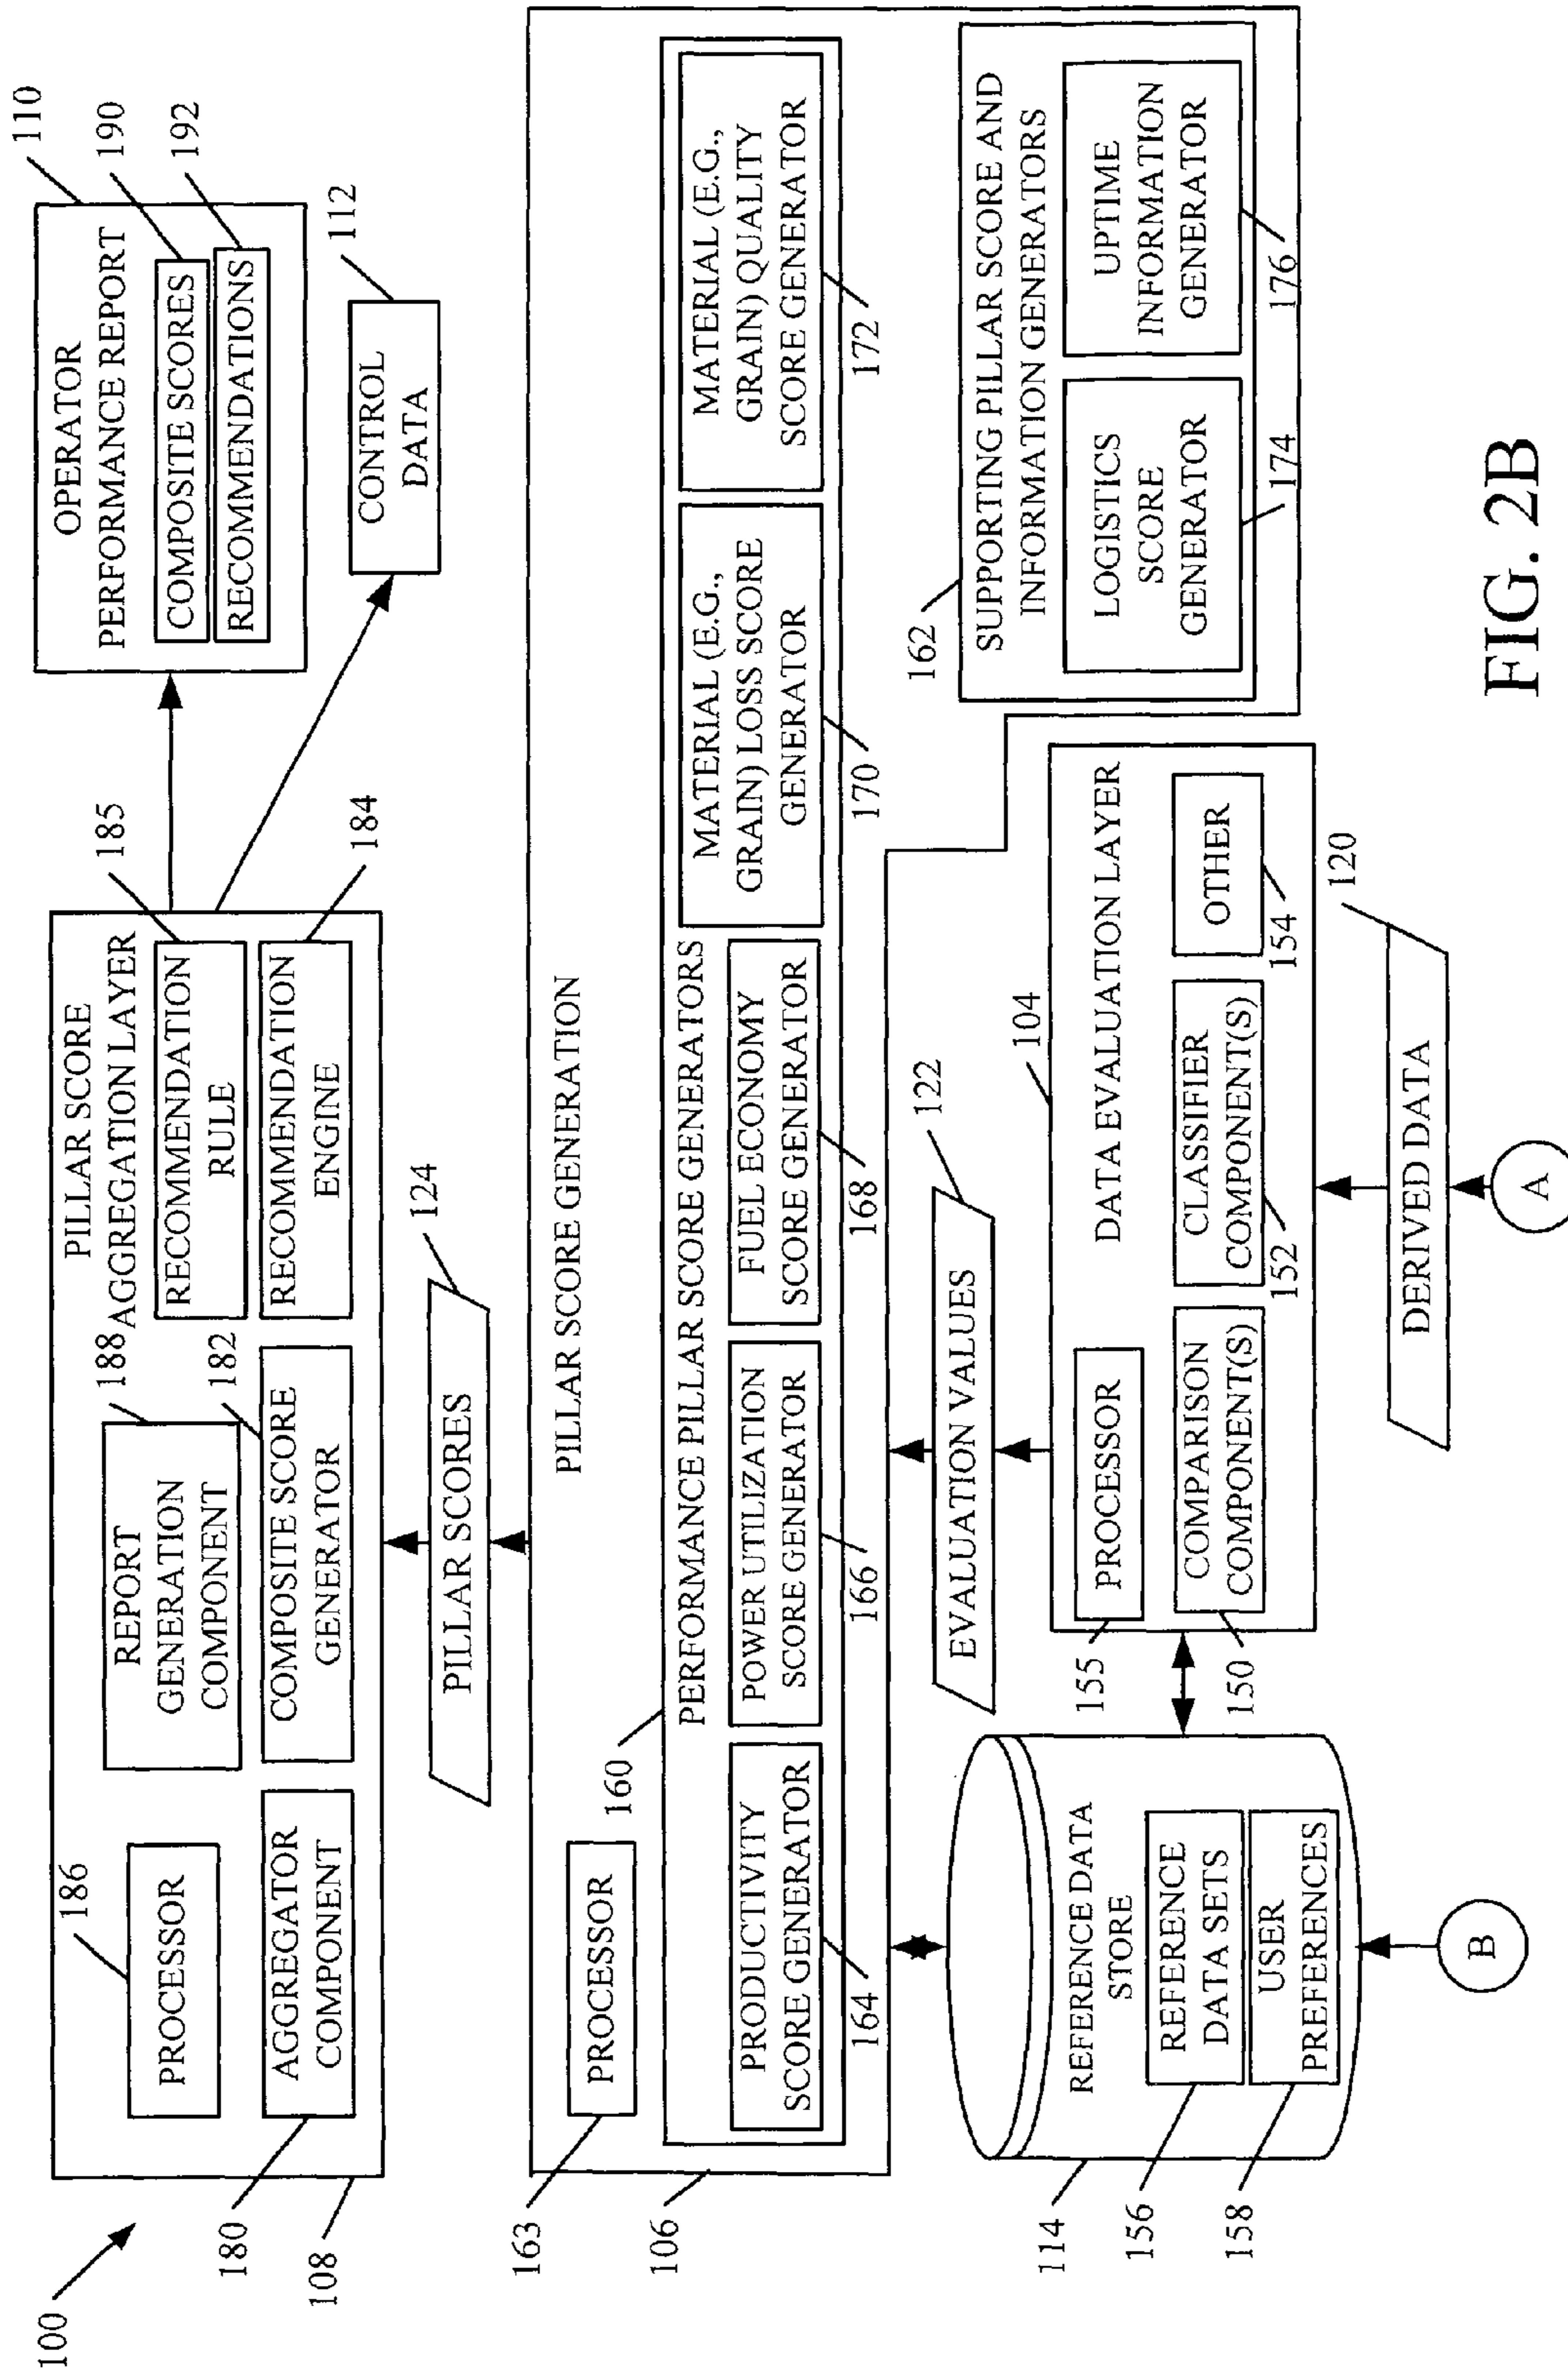 100
108
180
186
PROCESSOR
AGGREGATOR
COMPONENT
188
REPORT
GENERATION
COMPONENT
182
COMPOSITE SCORE
GENERATOR
PILLAR SCORE
AGGREGATION LAYER
185
RECOMMENDATION
RULE
184
RECOMMENDATION
ENGINE
110
OPERATOR
PERFORMANCE REPORT
190
COMPOSITE SCORES
192
RECOMMENDATIONS
112
CONTROL
DATA
124
PILLAR SCORES
163
106
PROCESSOR
160
PILLAR SCORE GENERATION
PERFORMANCE PILLAR SCORE GENERATORS
PRODUCTIVITY
SCORE GENERATOR
164
POWER UTILIZATION
SCORE GENERATOR
166
FUEL ECONOMY
SCORE GENERATOR
168
MATERIAL (E.G.,
GRAIN) LOSS SCORE
GENERATOR
170
MATERIAL (E.G.,
GRAIN) QUALITY
SCORE GENERATOR
172
162
SUPPORTING PILLAR SCORE AND
INFORMATION GENERATORS
LOGISTICS
SCORE
GENERATOR
174
UPTIME
INFORMATION
GENERATOR
176
122
EVALUATION VALUES
114
156
158
REFERENCE DATA
STORE
REFERENCE
DATA SETS
USER
PREFERENCES
B
104
DATA EVALUATION LAYER
155
PROCESSOR
150
COMPARISON
COMPONENT(S)
152
CLASSIFIER
COMPONENT(S)
154
OTHER
120
DERIVED DATA
A
FIG. 2B